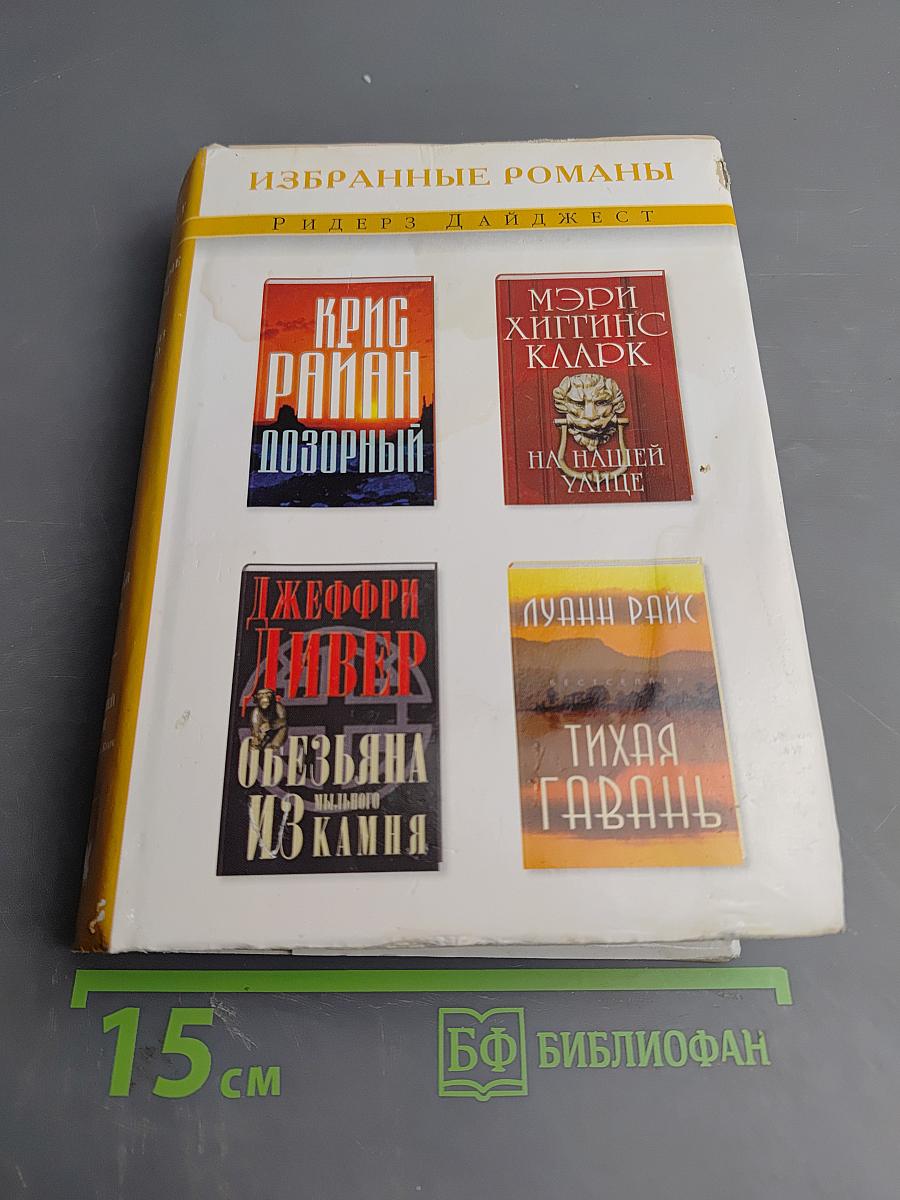 ИЗБРАННЫЕ РОМАНЫ
РИДЕРЗ ДАЙДЖЕСТ
КРИС
РАЙАН
ДОЗОРНЫЙ
МЭРИ
ХИГГИНС
КЛАРК
НА НАШЕЙ
УЛИЦЕ
ДЖЕФФРИ
ДИВЕР
ОБЕЗЬЯНА
ИЗ МЫЛЬНОГО
КАМНЯ
ЛУАНН РАЙС
БЕСТСЕЛЛЕР
ТИХАЯ
ГАВАНЬ
15 см
БФ БИБЛИОФАН